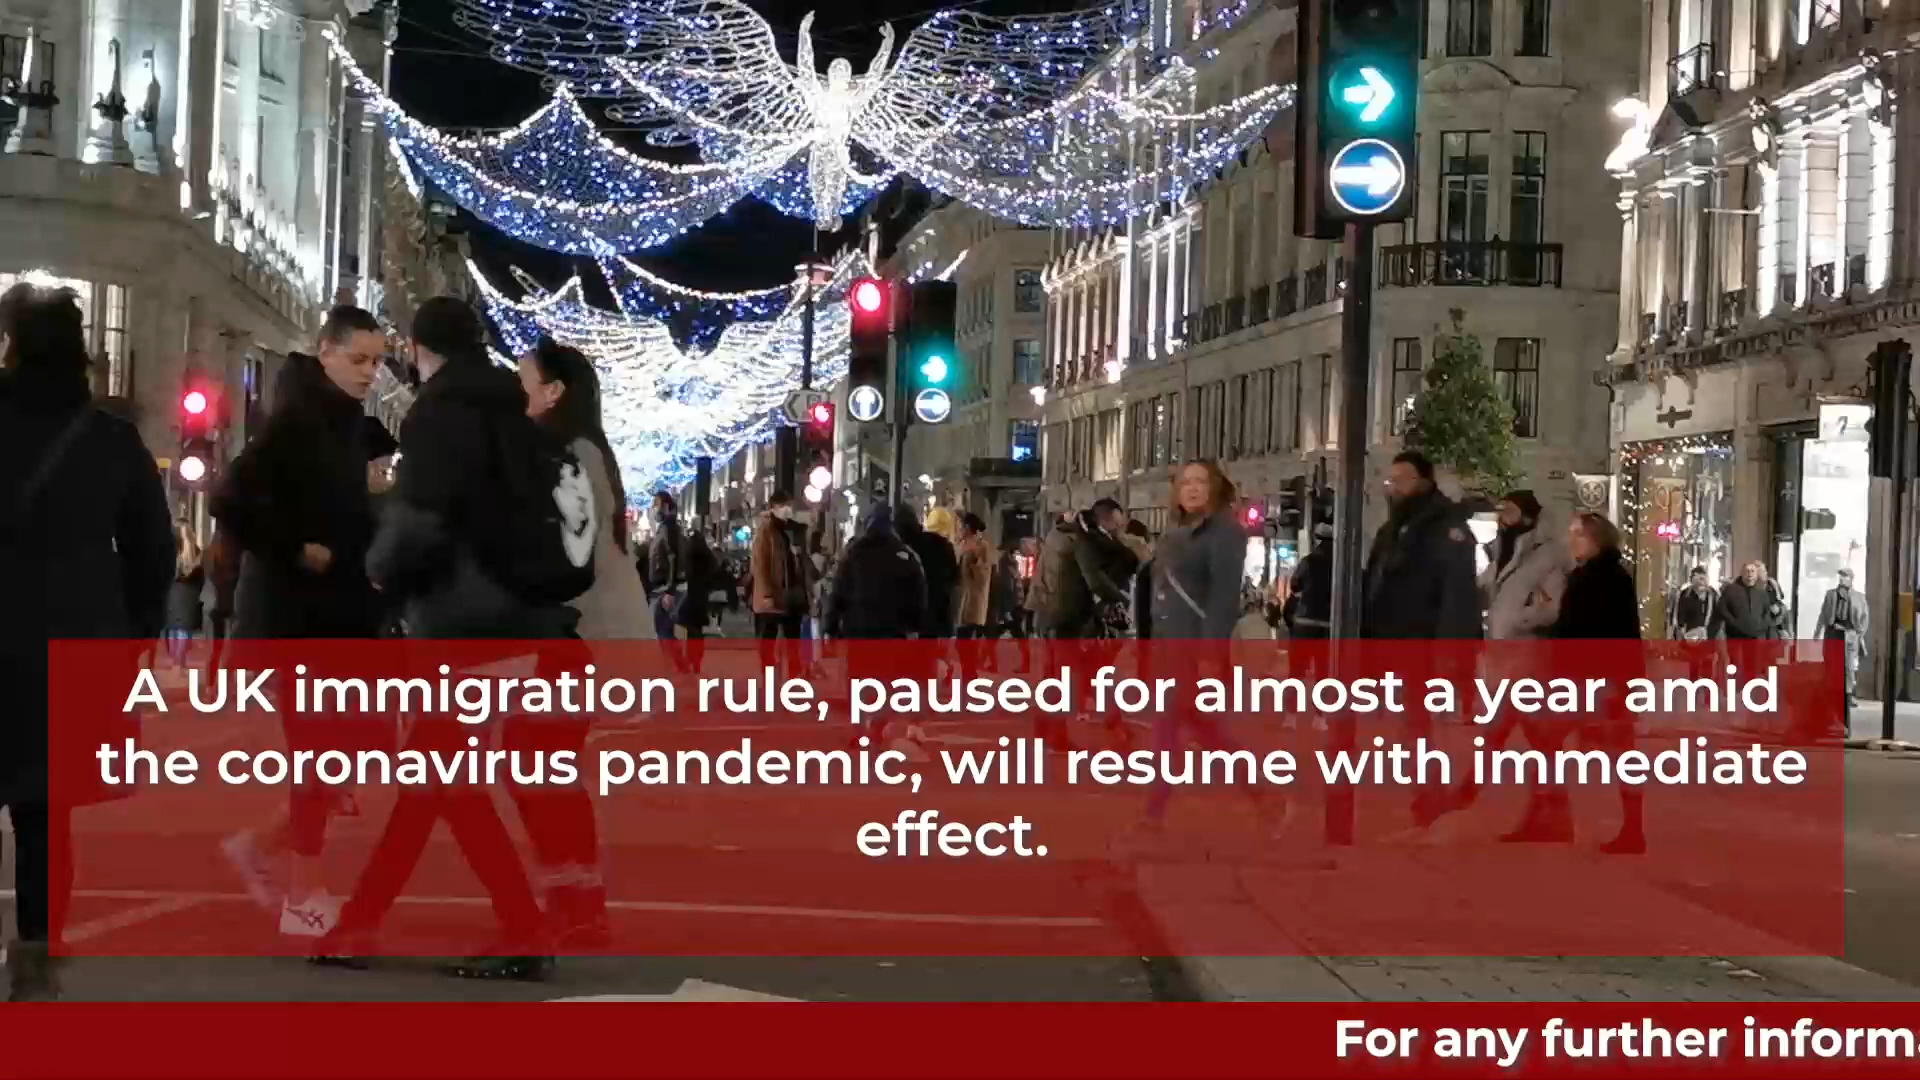 A UK immigration rule, paused for almost a year amid
the coronavirus pandemic, will resume with immediate
effect.
For any further inform